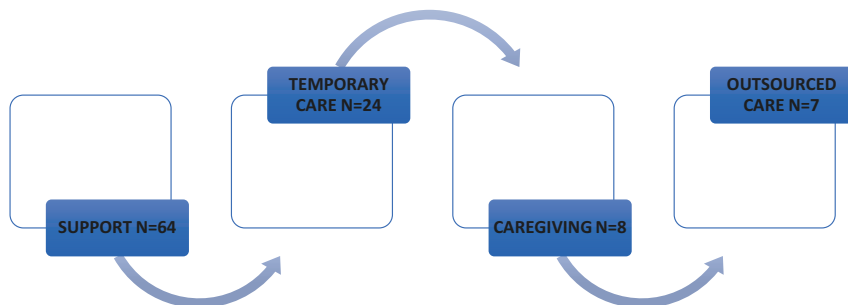 SUPPORT N=64
TEMPORARY
CARE N=24
CAREGIVING N=8
OUTSOURCED
CARE N=7